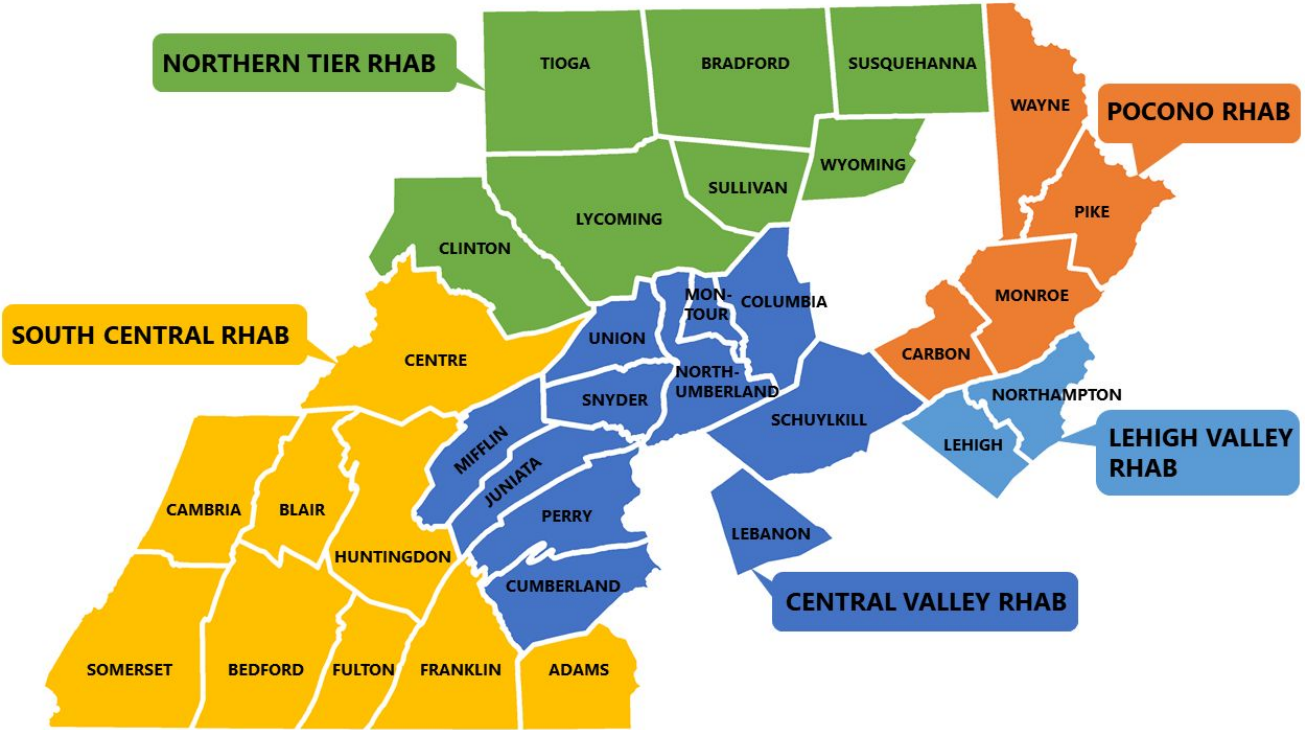 NORTHERN TIER RHAB
TIOGA
BRADFORD
SUSQUEHANNA
WAYNE
POCONO RHAB
WYOMING
SULLIVAN
LYCOMING
PIKE
CLINTON
MONROE
MON-
TOUR
COLUMBIA
SOUTH CENTRAL RHAB
UNION
CENTRE
CARBON
NORTH-
UMBERLAND
SNYDER
NORTHAMPTON
SCHUYLKILL
LEHIGH
LEHIGH VALLEY
RHAB
MIFFLIN
JUNIATA
CAMBRIA
BLAIR
PERRY
LEBANON
HUNTINGDON
CUMBERLAND
CENTRAL VALLEY RHAB
SOMERSET
BEDFORD
FULTON
FRANKLIN
ADAMS